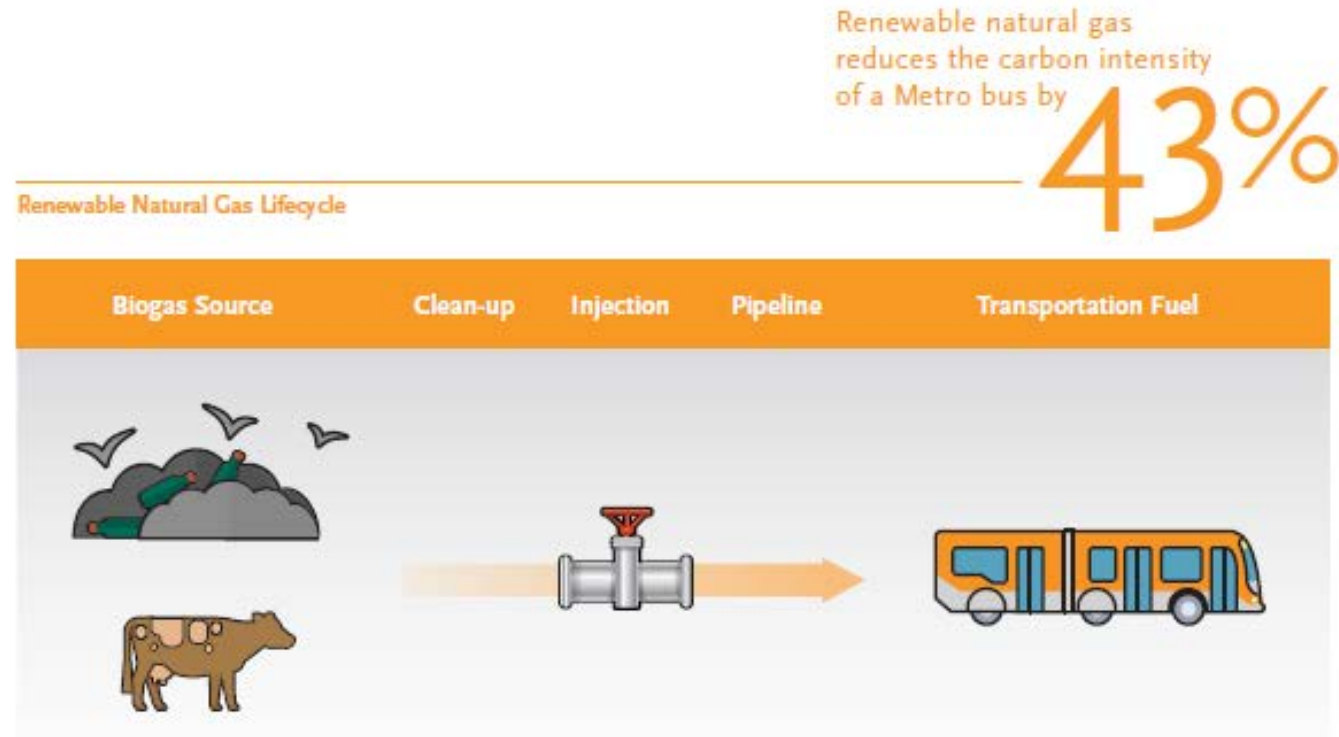 Renewable natural gas
reduces the carbon intensity
of a Metro bus by
43%
Renewable Natural Gas Lifecycle
Biogas Source Clean-up Injection Pipeline Transportation Fuel